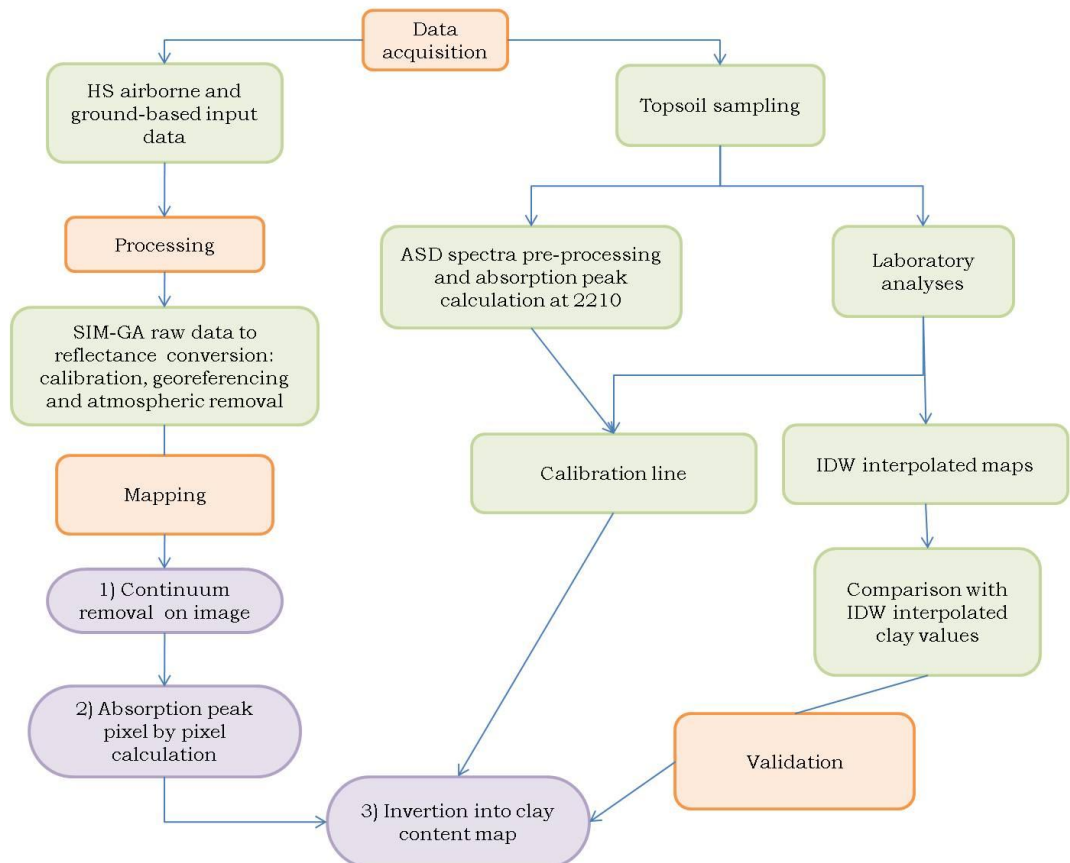 Data
acquisition
HS airborne and
ground-based input
data
Topsoil sampling
Processing
ASD spectra pre-processing
and absorption peak
calculation at 2210
Laboratory
analyses
SIM-GA raw data to
reflectance conversion:
calibration, georeferencing
and atmospheric removal
Mapping
Calibration line
IDW interpolated maps
1) Continuum
removal on image
Comparison with
IDW interpolated
clay values
2) Absorption peak
pixel by pixel
calculation
Validation
3) Invertion into clay
content map